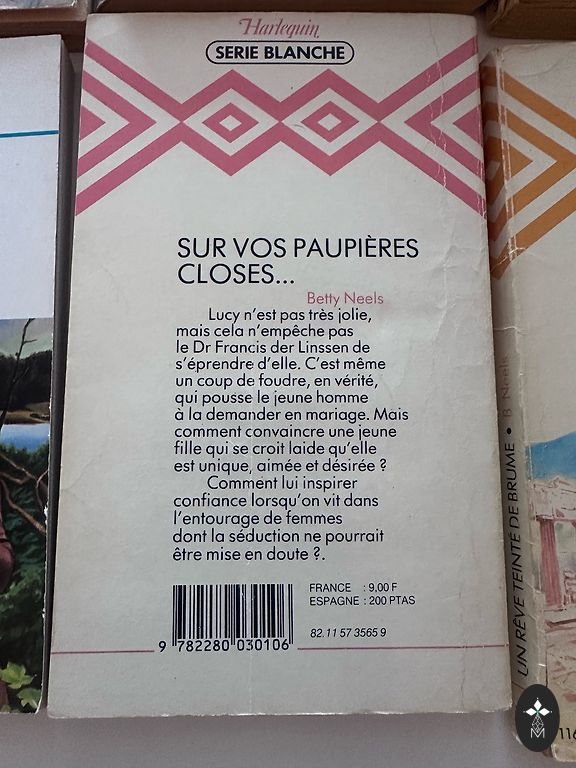 Harlequin
SERIE BLANCHE
SUR VOS PAUPIÈRES
CLOSES...
Betty Neels
Lucy n'est pas très jolie,
mais cela n'empêche pas
le Dr Francis der Linssen de
s'éprendre d'elle. C'est même
un coup de foudre, en vérité,
qui pousse le jeune homme
à la demander en mariage. Mais
comment convaincre une jeune
fille qui se croit laide qu'elle
est unique, aimée et désirée ?
Comment lui inspirer
confiance lorsqu'on vit dans
l'entourage de femmes
dont la séduction ne pourrait
être mise en doute ?.
FRANCE : 9,00 F
ESPAGNE : 200 PTAS
82.11 57 3565 9
9 782280 030106
UN RÊVE TEINTÉ DE BRUME • B. Neels
116
M